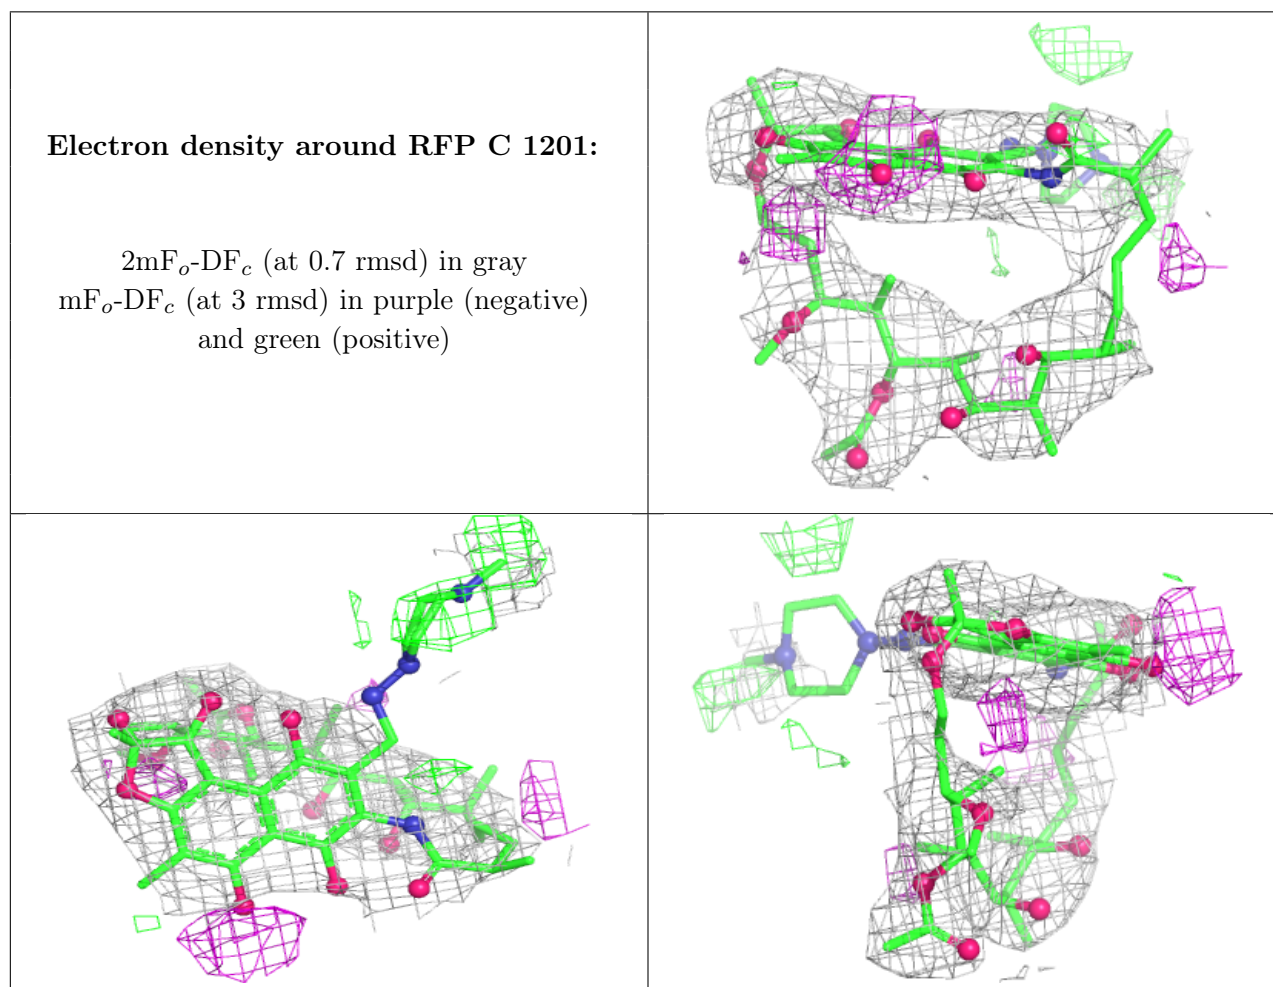 Electron density around RFP C 1201:
2mFo-DFc (at 0.7 rmsd) in gray
mFo-DFc (at 3 rmsd) in purple (negative)
and green (positive)